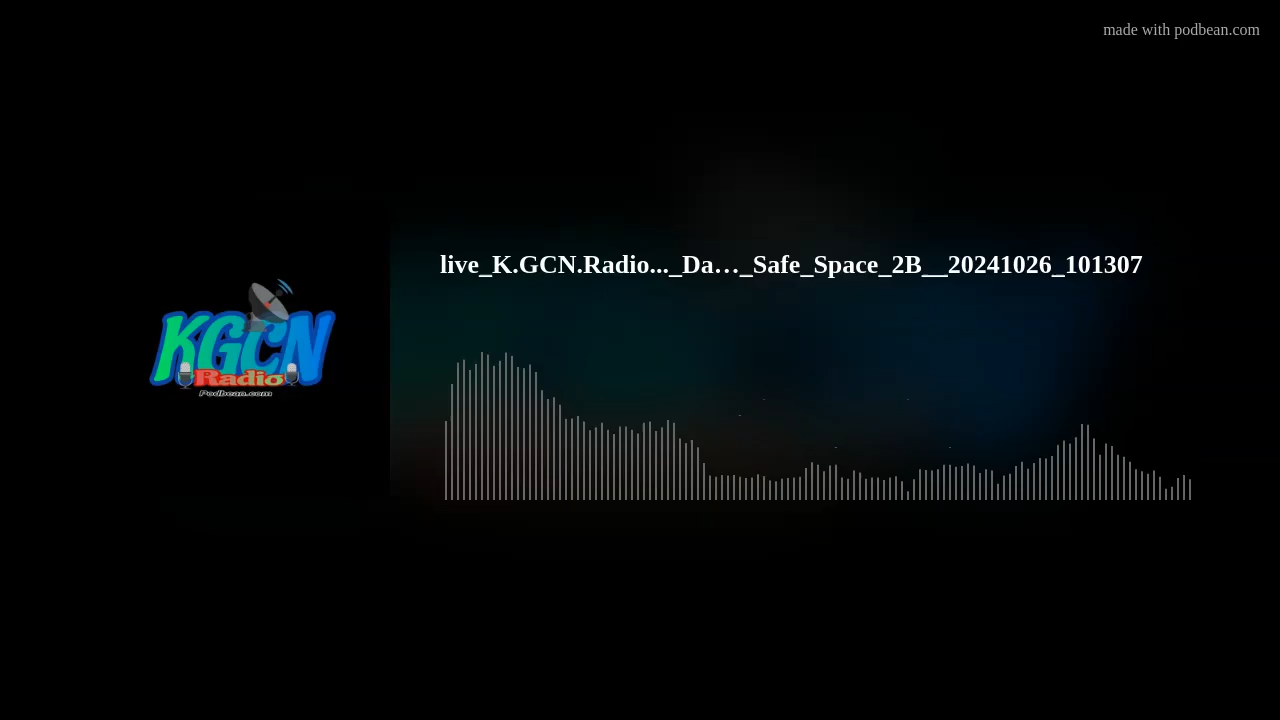 made with podbean.com
live_K.GCN.Radio..._Da…_Safe_Space_2B__20241026_101307
KGCN
Radio
Podbean.com